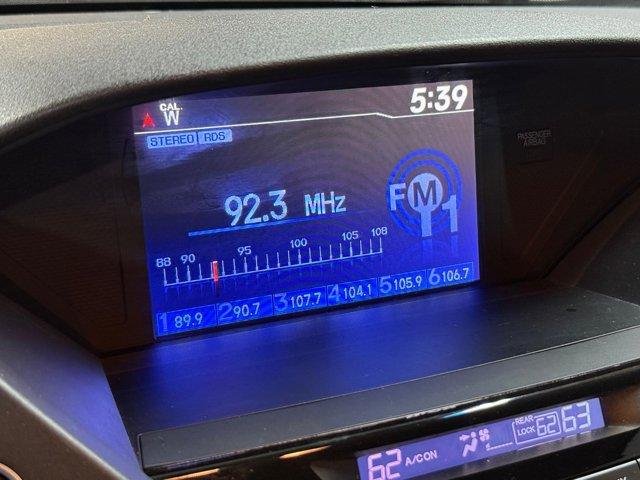 CAL.
W
5:39
STEREO RDS
92.3 MHz
FM1
88 90 95 100 105 108
1 89.9 2 90.7 3 107.7 4 104.1 5 105.9 6 106.7
PASSENGER
AIRBAG
62 A/CON REAR LOCK 62 63